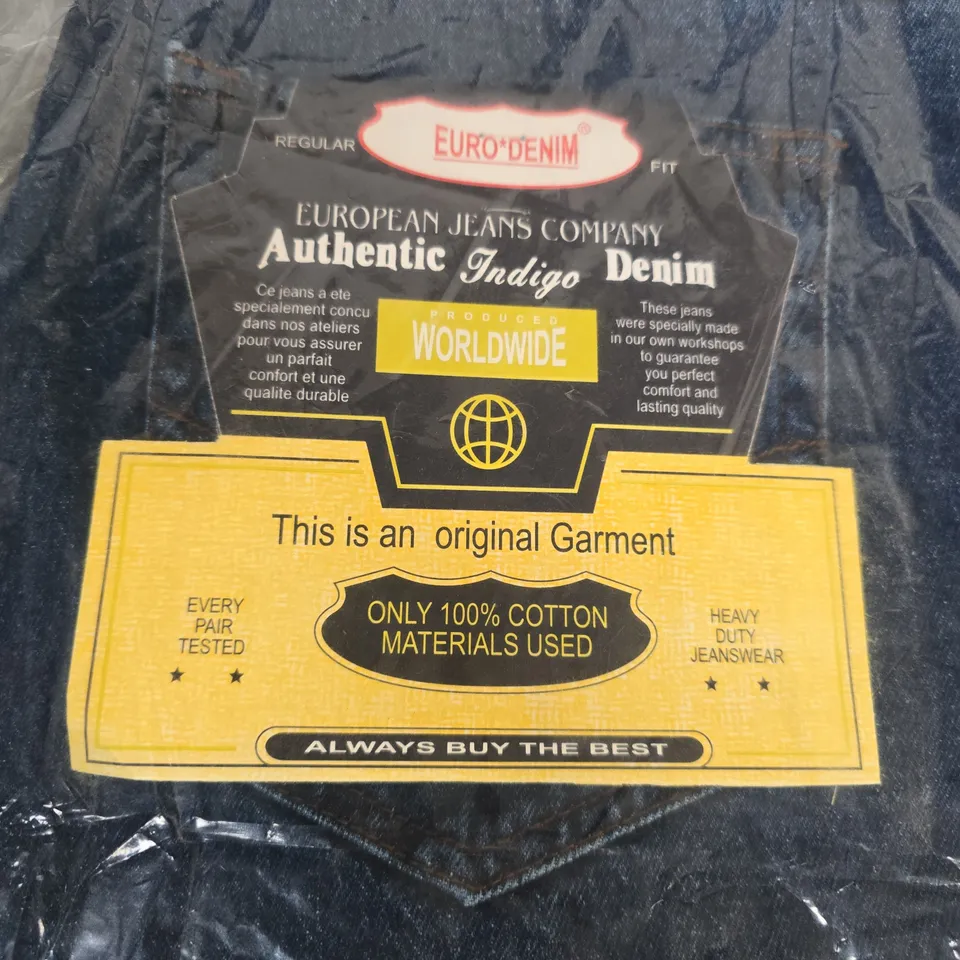 REGULAR
EURO*DENIM®
FIT
EUROPEAN JEANS COMPANY
Authentic Indigo Denim
Ce jeans a ete
specialement concu
dans nos ateliers
pour vous assurer
un parfait
confort et une
qualite durable
PRODUCED
WORLDWIDE
These jeans
were specially made
in our own workshops
to guarantee
you perfect
comfort and
lasting quality
This is an original Garment
EVERY
PAIR
TESTED
ONLY 100% COTTON
MATERIALS USED
HEAVY
DUTY
JEANSWEAR
ALWAYS BUY THE BEST